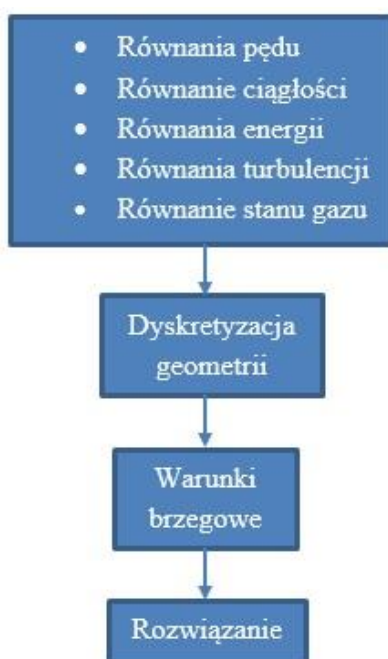 • Równania pędu
• Równanie ciągłości
• Równania energii
• Równania turbulencji
• Równanie stanu gazu
Dyskretyzacja
geometrii
Warunki
brzegowe
Rozwiązanie